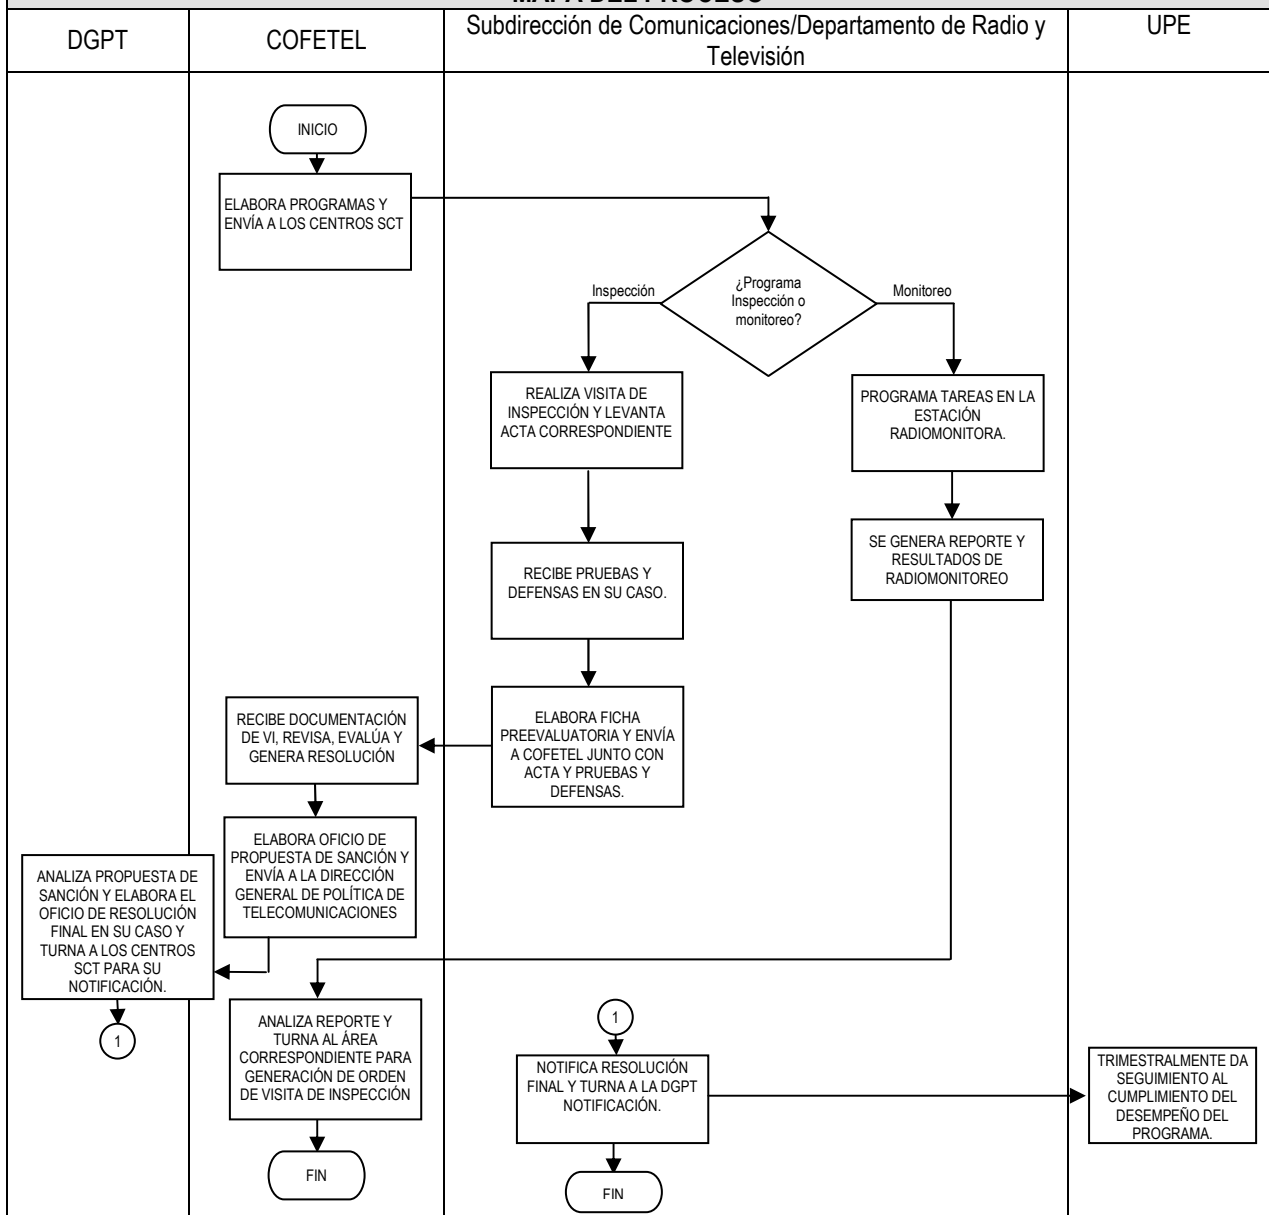 MAPA DEL PROCESO
DGPT
COFETEL
Subdirección de Comunicaciones/Departamento de Radio y
Televisión
UPE
INICIO
ELABORA PROGRAMAS Y
ENVÍA A LOS CENTROS SCT
¿Programa
Inspección o
monitoreo?
Inspección
Monitoreo
REALIZA VISITA DE
INSPECCIÓN Y LEVANTA
ACTA CORRESPONDIENTE
PROGRAMA TAREAS EN LA
ESTACIÓN
RADIOMONITORA.
RECIBE PRUEBAS Y
DEFENSAS EN SU CASO.
SE GENERA REPORTE Y
RESULTADOS DE
RADIOMONITOREO
ELABORA FICHA
PREEVALUATORIA Y ENVÍA
A COFETEL JUNTO CON
ACTA Y PRUEBAS Y
DEFENSAS.
RECIBE DOCUMENTACIÓN
DE VI, REVISA, EVALÚA Y
GENERA RESOLUCIÓN
ELABORA OFICIO DE
PROPUESTA DE SANCIÓN Y
ENVÍA A LA DIRECCIÓN
GENERAL DE POLÍTICA DE
TELECOMUNICACIONES
ANALIZA PROPUESTA DE
SANCIÓN Y ELABORA EL
OFICIO DE RESOLUCIÓN
FINAL EN SU CASO Y
TURNA A LOS CENTROS
SCT PARA SU
NOTIFICACIÓN.
1
ANALIZA REPORTE Y
TURNA AL ÁREA
CORRESPONDIENTE PARA
GENERACIÓN DE ORDEN
DE VISITA DE INSPECCIÓN
FIN
1
NOTIFICA RESOLUCIÓN
FINAL Y TURNA A LA DGPT
NOTIFICACIÓN.
FIN
TRIMESTRALMENTE DA
SEGUIMIENTO AL
CUMPLIMIENTO DEL
DESEMPEÑO DEL
PROGRAMA.